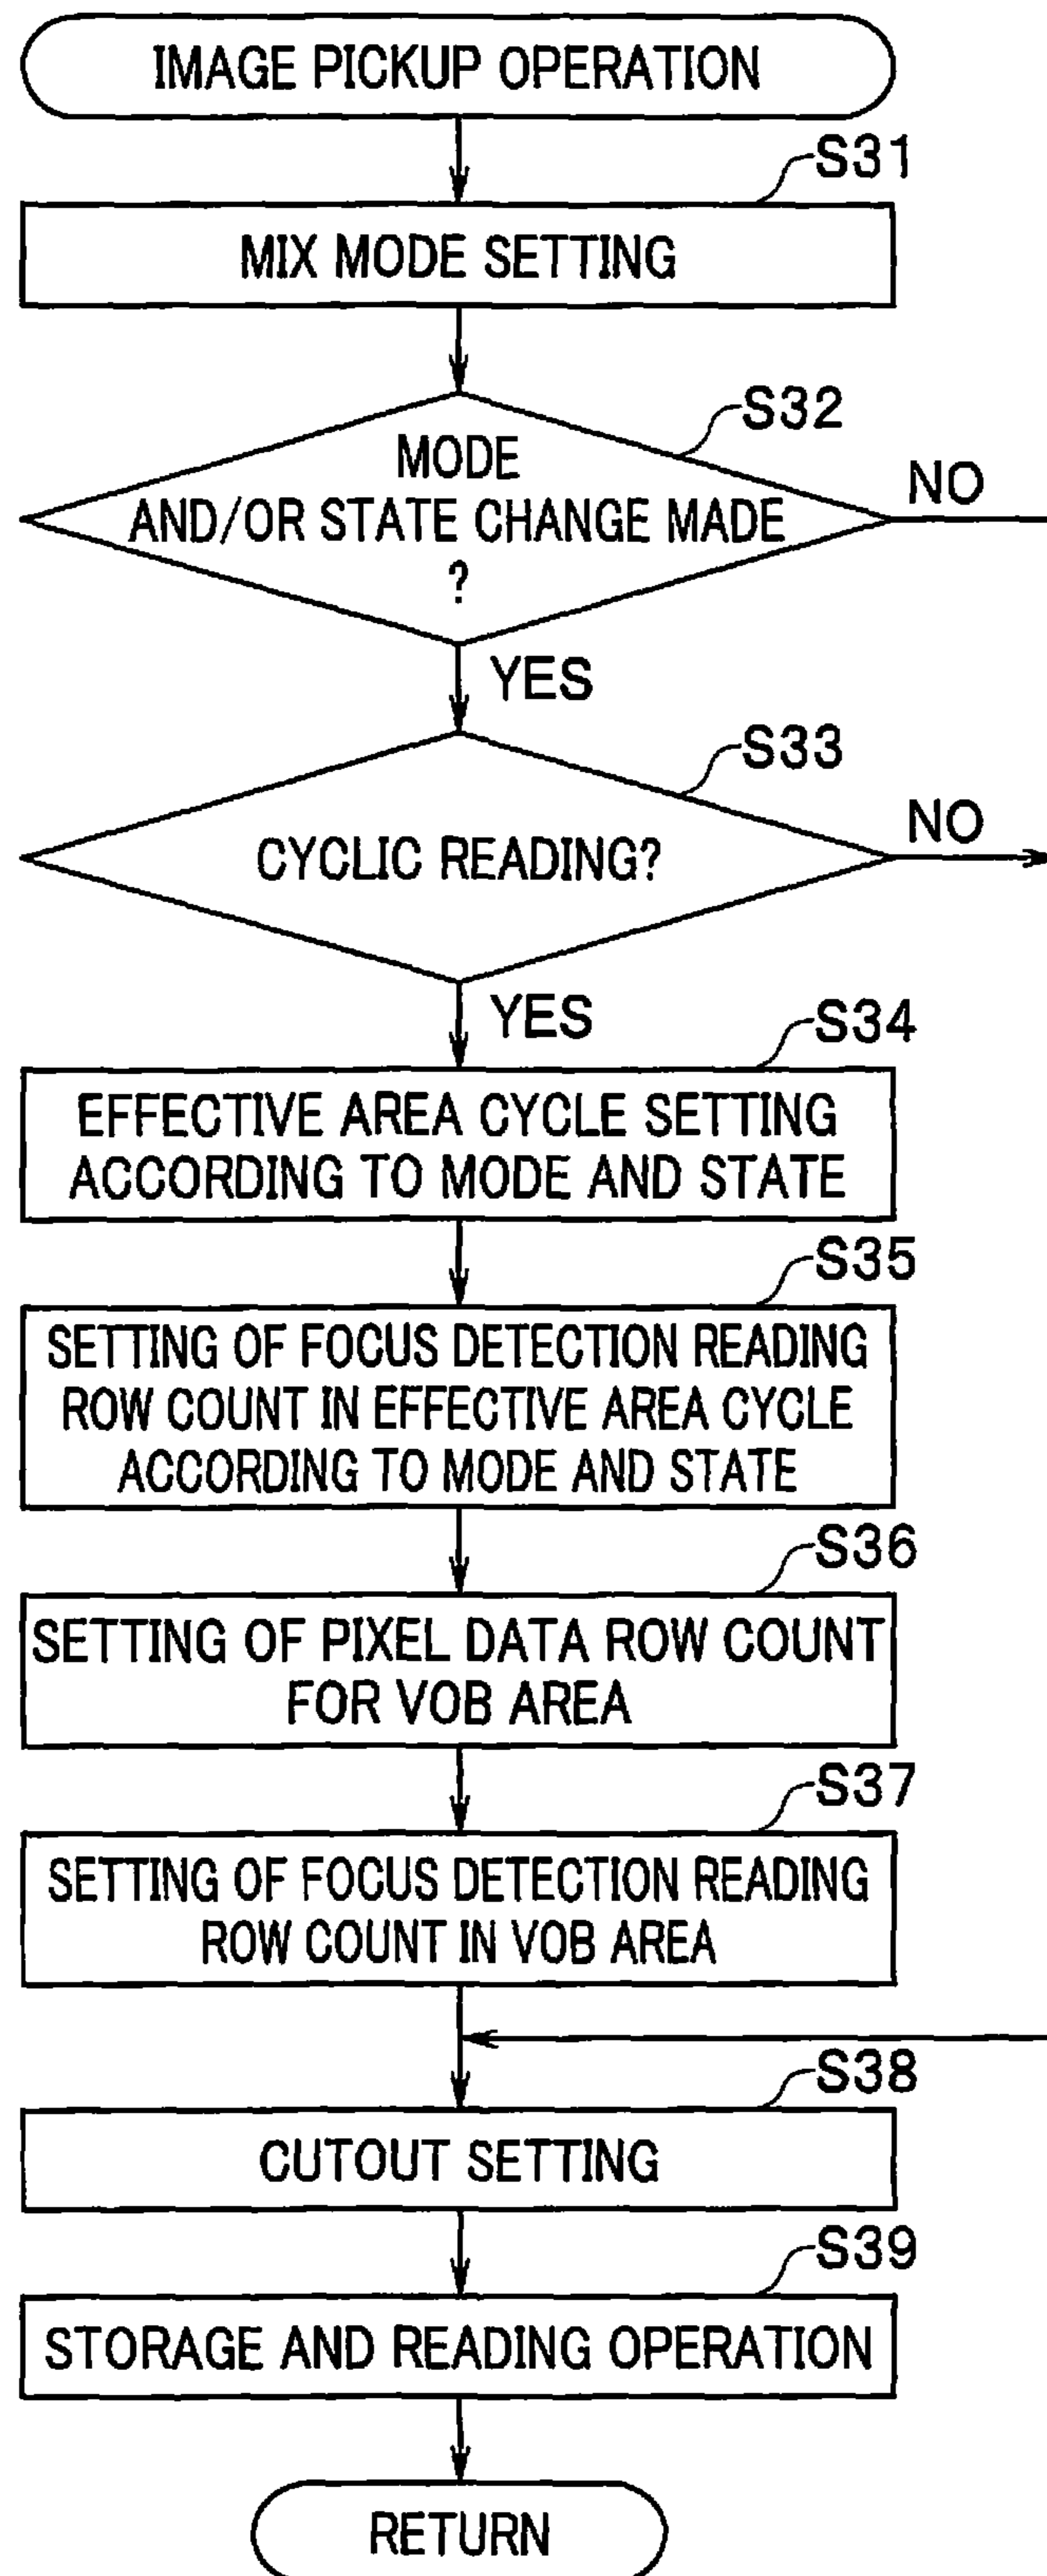 IMAGE PICKUP OPERATION
S31
MIX MODE SETTING
S32
MODE
AND/OR STATE CHANGE MADE
?
NO
YES
S33
CYCLIC READING?
NO
YES
S34
EFFECTIVE AREA CYCLE SETTING
ACCORDING TO MODE AND STATE
S35
SETTING OF FOCUS DETECTION READING
ROW COUNT IN EFFECTIVE AREA CYCLE
ACCORDING TO MODE AND STATE
S36
SETTING OF PIXEL DATA ROW COUNT
FOR VOB AREA
S37
SETTING OF FOCUS DETECTION READING
ROW COUNT IN VOB AREA
S38
CUTOUT SETTING
S39
STORAGE AND READING OPERATION
RETURN